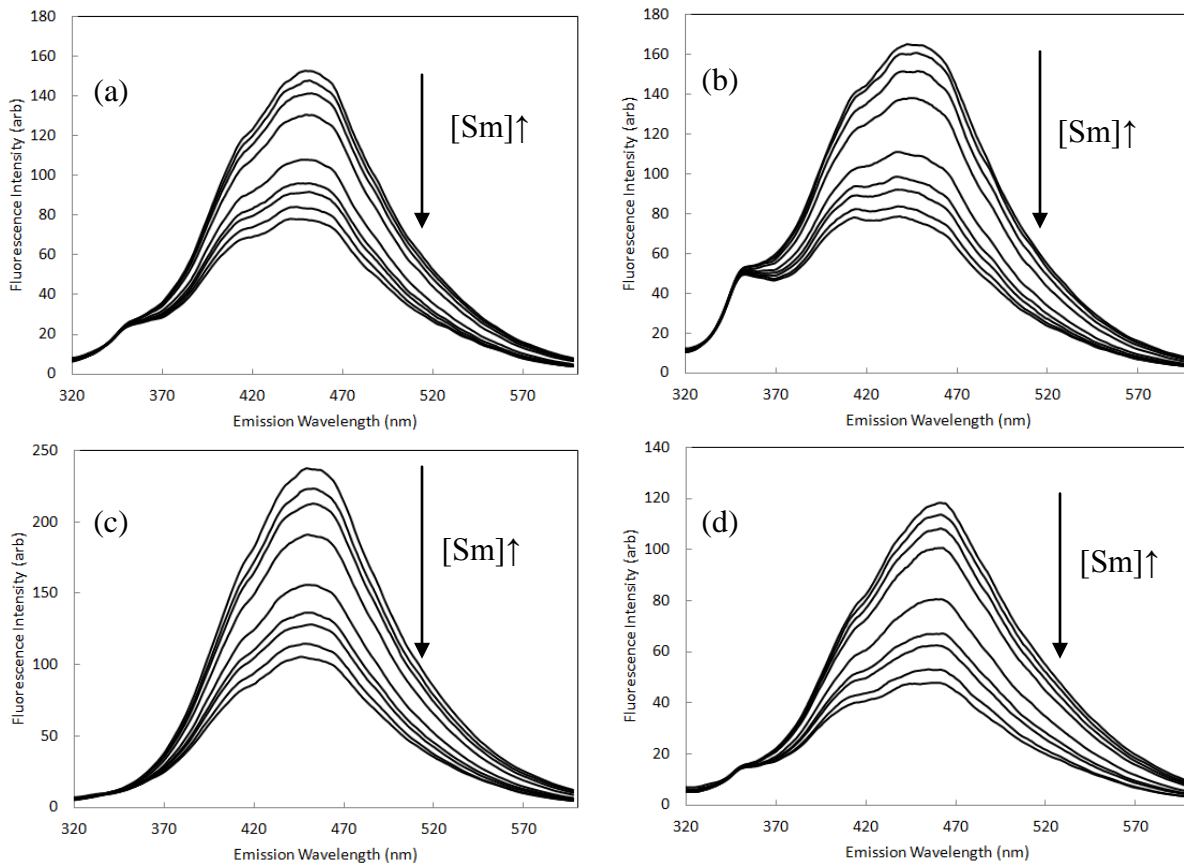 180
160
140
120
100
80
60
40
20
0
Fluorescence Intensity (arb)
(a)
[Sm]↑
320 370 420 470 520 570
Emission Wavelength (nm)
180
160
140
120
100
80
60
40
20
0
Fluorescence Intensity (arb)
(b)
[Sm]↑
320 370 420 470 520 570
Emission Wavelength (nm)
250
200
150
100
50
0
Fluorescence Intensity (arb)
(c)
[Sm]↑
320 370 420 470 520 570
Emission Wavelength (nm)
140
120
100
80
60
40
20
0
Fluorescence Intensity (arb)
(d)
[Sm]↑
320 370 420 470 520 570
Emission Wavelength (nm)